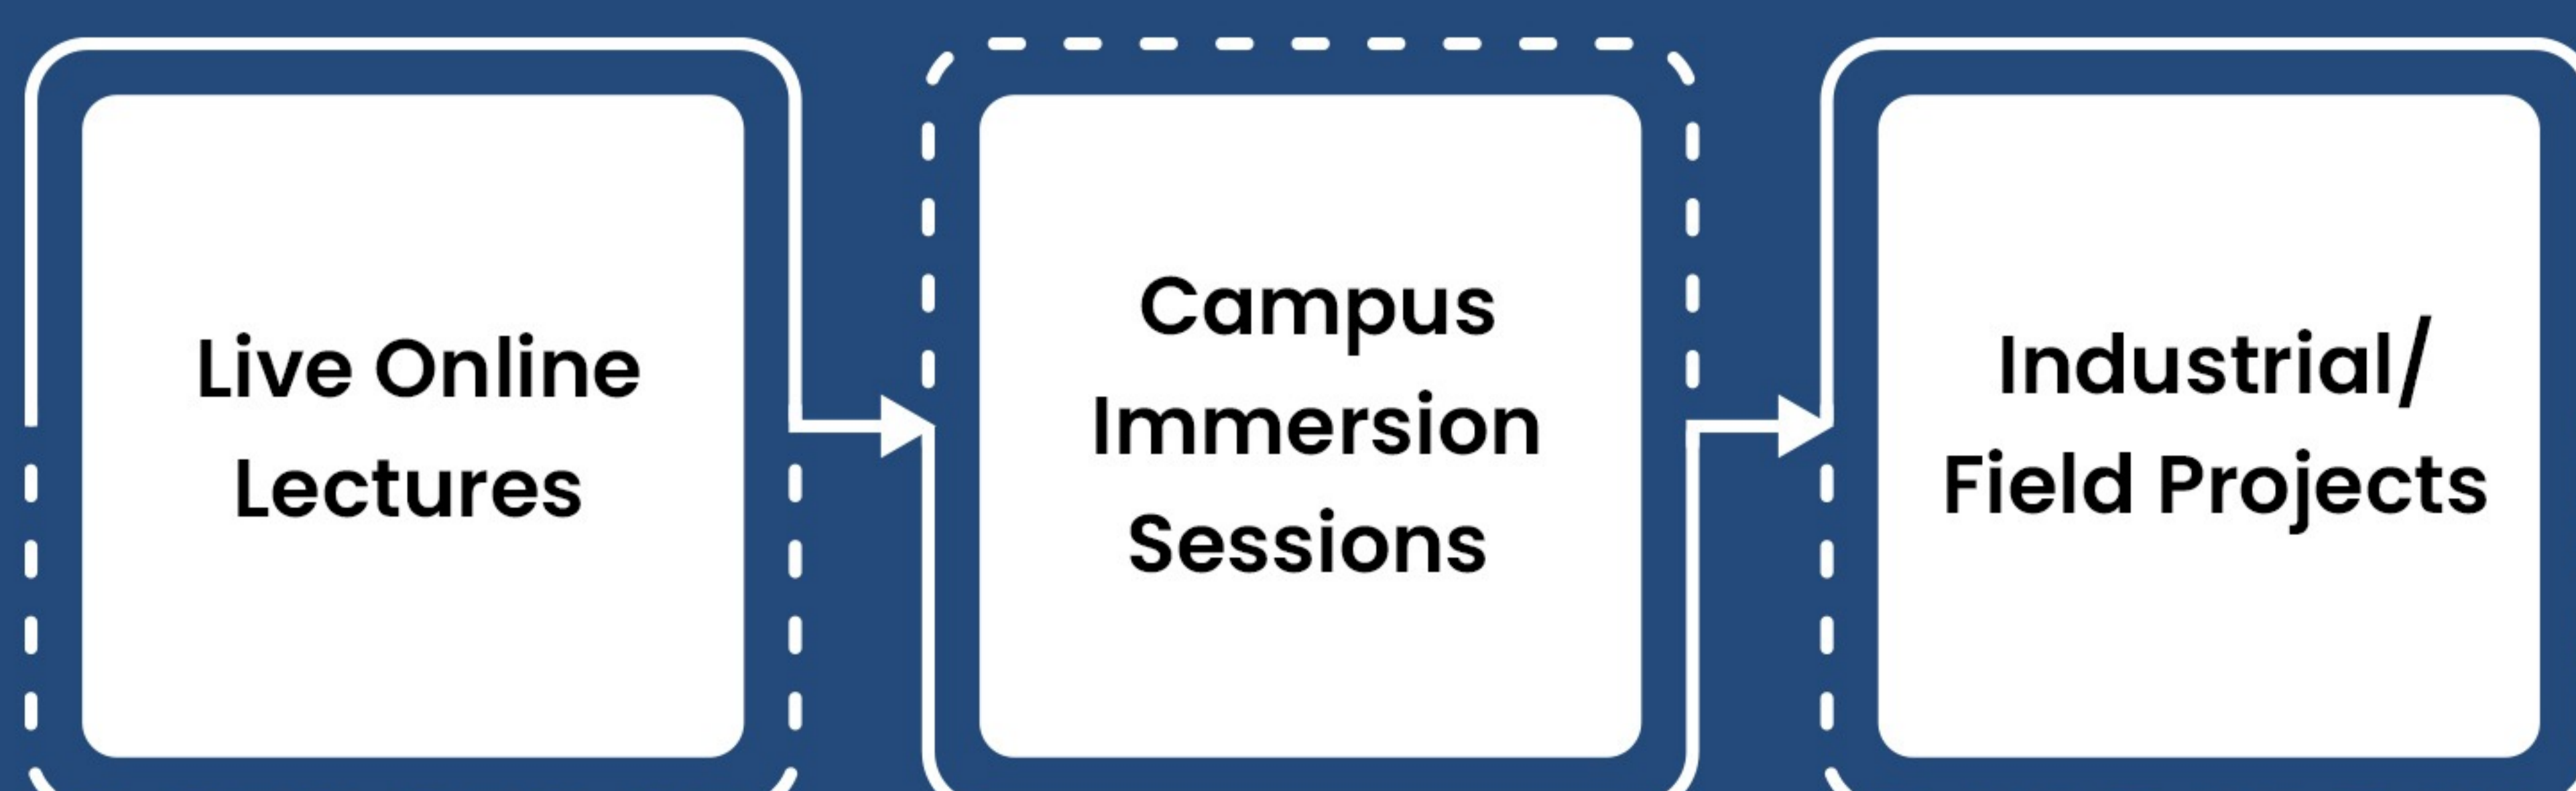 Live Online
Lectures
Campus
Immersion
Sessions
Industrial/
Field Projects